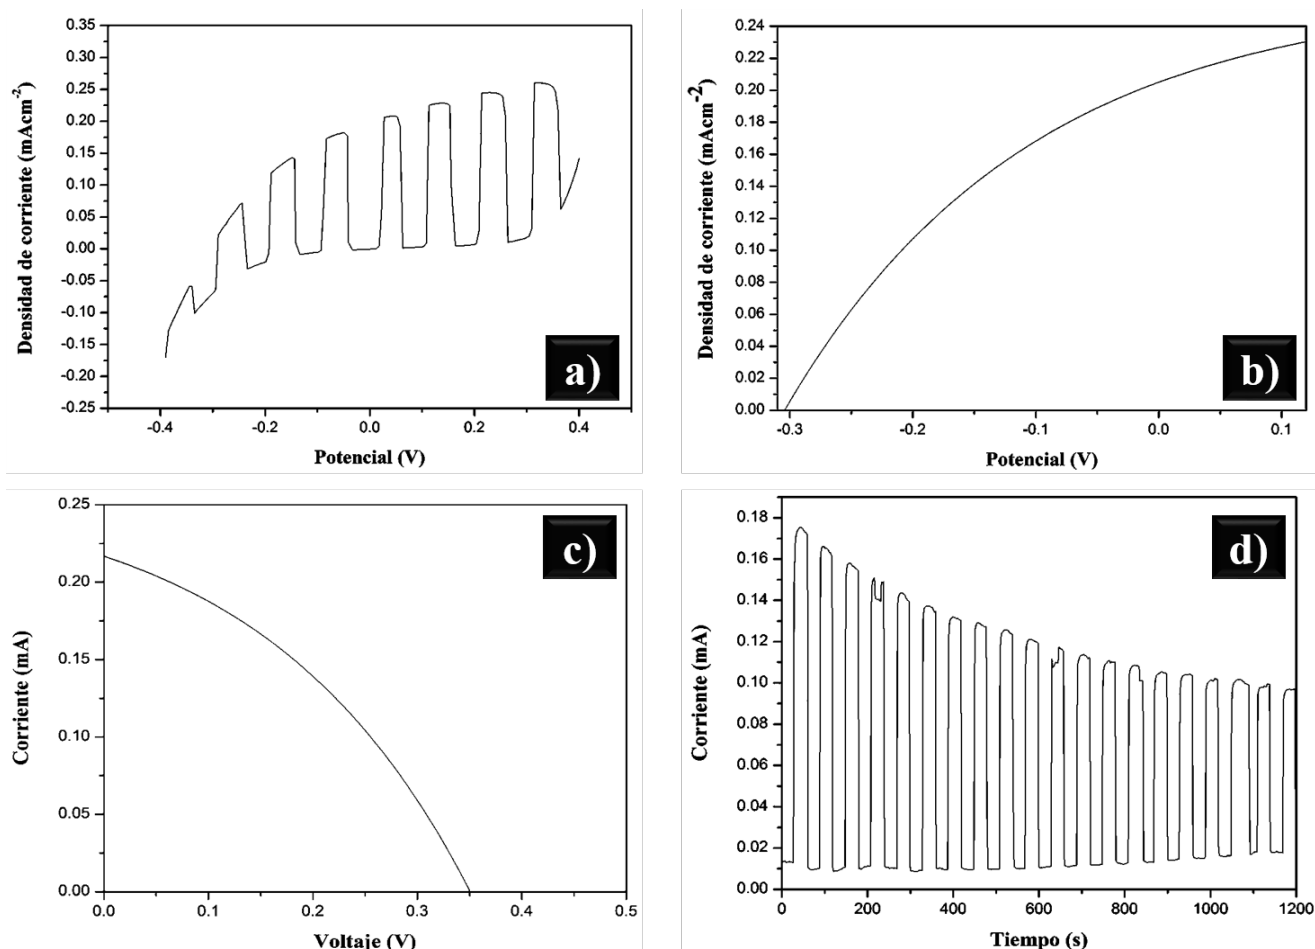 0.35
0.30
0.25
0.20
0.15
0.10
0.05
0.00
-0.05
-0.10
-0.15
-0.20
-0.25
Densidad de corriente (mAcm-2)
-0.4 -0.2 0.0 0.2 0.4
Potencial (V)
a)
0.24
0.22
0.20
0.18
0.16
0.14
0.12
0.10
0.08
0.06
0.04
0.02
0.00
Densidad de corriente (mAcm-2)
-0.3 -0.2 -0.1 0.0 0.1
Potencial (V)
b)
0.25
0.20
0.15
0.10
0.05
0.00
Corriente (mA)
0.0 0.1 0.2 0.3 0.4 0.5
Voltaje (V)
c)
0.18
0.16
0.14
0.12
0.10
0.08
0.06
0.04
0.02
0.00
Corriente (mA)
0 200 400 600 800 1000 1200
Tiempo (s)
d)